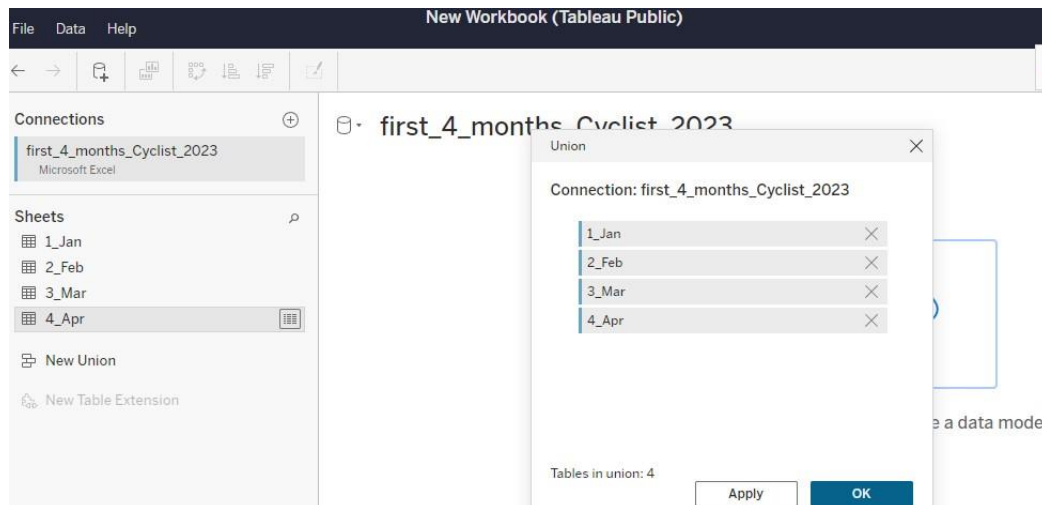 New Workbook (Tableau Public)
File Data Help
Connections
first_4_months_Cyclist_2023
Microsoft Excel
Sheets
1_Jan
2_Feb
3_Mar
4_Apr
New Union
New Table Extension
first_4_months_Cyclist_2023
Union
Connection: first_4_months_Cyclist_2023
1_Jan
2_Feb
3_Mar
4_Apr
Tables in union: 4
Apply OK
a data mode